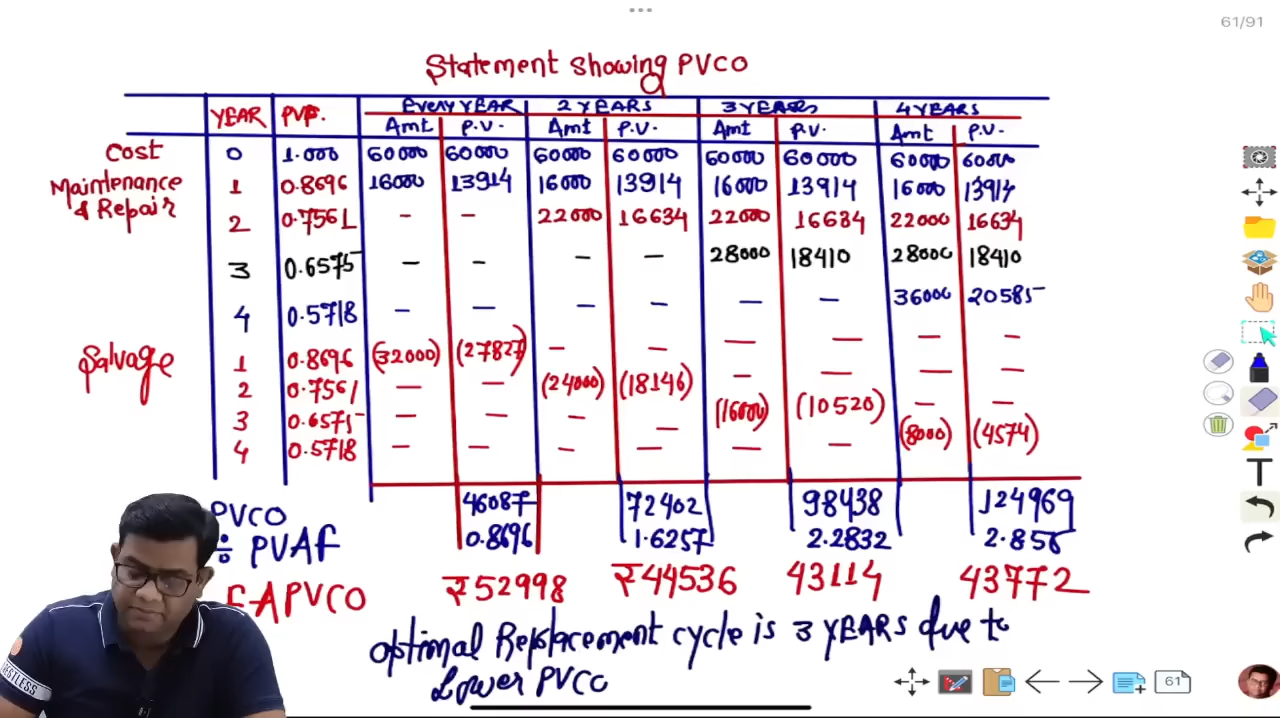 61/91
Statement Showing PVCO
YEAR PVF. EVERY YEAR 2 YEARS 3 YEARS 4 YEARS
Amt P.V. Amt P.V. Amt P.V. Amt P.V.
Cost 0 1.000 60000 60000 60000 60000 60000 60000 60000 60000
Maintenance 1 0.8696 16000 13914 16000 13914 16000 13914 16000 13914
& Repair 2 0.7561 - - 22000 16634 22000 16634 22000 16634
3 0.6575 - - - - 28000 18410 28000 18410
4 0.5718 - - - - - - 36000 20585
Salvage 1 0.8696 (32000) (27827) - - - - - -
2 0.7561 - - (24000) (18146) - - - -
3 0.6575 - - - - (16000) (10520) - -
4 0.5718 - - - - - - (8000) (4574)
PVCO 46087 72402 98438 124969
÷ PVAF 0.8696 1.6257 2.2832 2.856
EAPVCO ₹52998 ₹44536 43114 43772
Optimal Replacement cycle is 3 YEARS due to
Lower PVCO
RESTLESS
T
61